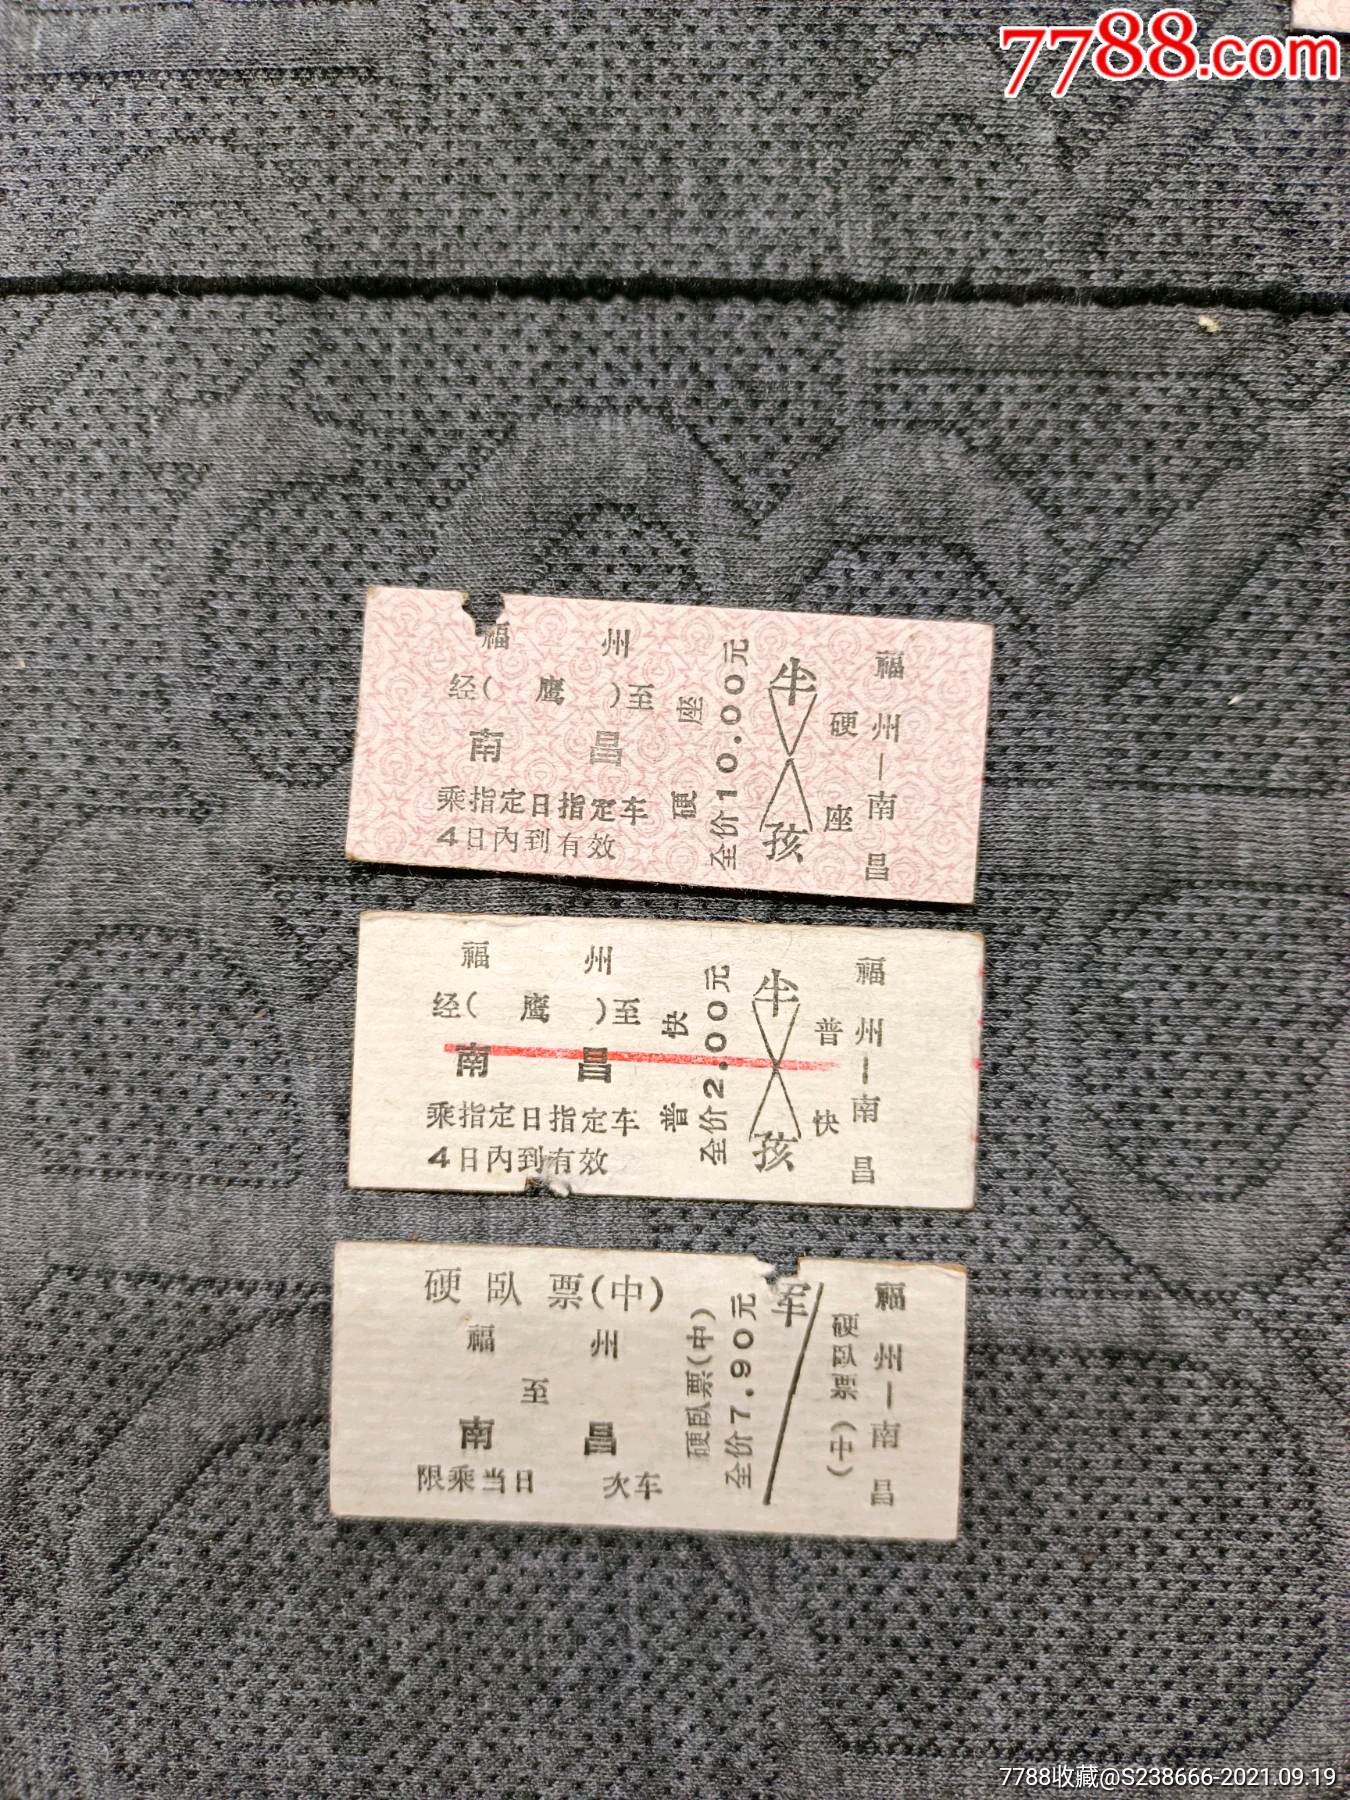 7788.com
福州
经（鹰）至
南昌
乘指定日指定车
4日内到有效
硬座
全价10.00元
半
孩
硬座
福州—南昌
福州
经（鹰）至
南昌
乘指定日指定车
4日内到有效
普快
全价2.00元
半
孩
普快
福州—南昌
硬卧票（中）
福州
至
南昌
限乘当日 次车
硬卧票（中）
全价7.90元
军
硬卧票（中）
福州—南昌
7788收藏@S238666-2021.09.19